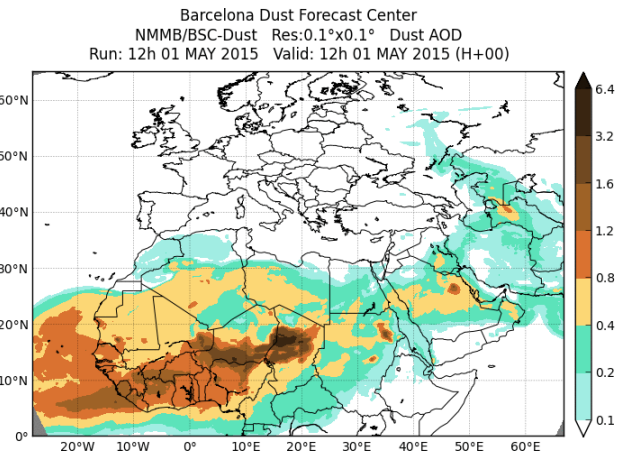 Barcelona Dust Forecast Center
NMMB/BSC-Dust   Res:0.1°x0.1°   Dust AOD
Run: 12h 01 MAY 2015   Valid: 12h 01 MAY 2015 (H+00)
60°N
50°N
40°N
30°N
20°N
10°N
0°
20°W 10°W 0° 10°E 20°E 30°E 40°E 50°E 60°E
6.4
3.2
1.6
1.2
0.8
0.4
0.2
0.1